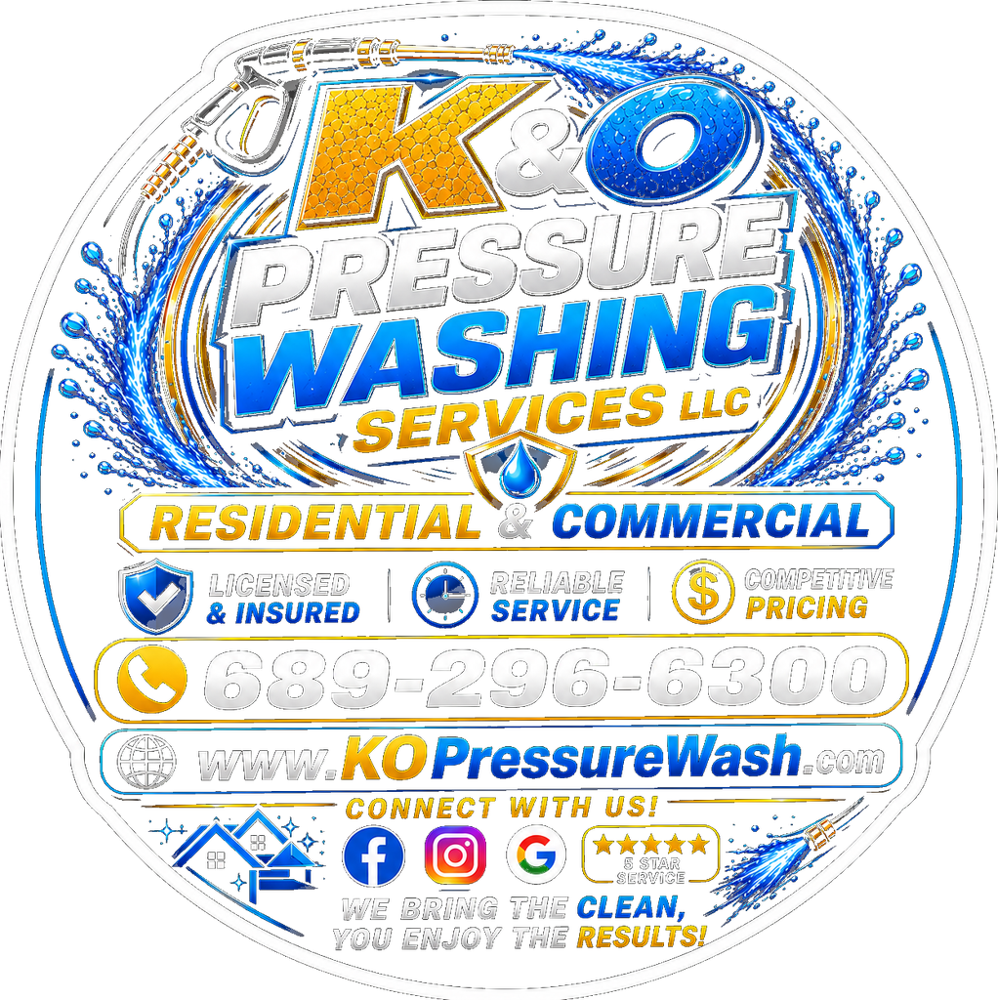 K&O
PRESSURE
WASHING
SERVICES LLC
RESIDENTIAL & COMMERCIAL
LICENSED
& INSURED
RELIABLE
SERVICE
$
COMPETITIVE
PRICING
689-296-6300
www.KOPressureWash.com
CONNECT WITH US!
f
G
5 STAR
SERVICE
WE BRING THE CLEAN,
YOU ENJOY THE RESULTS!